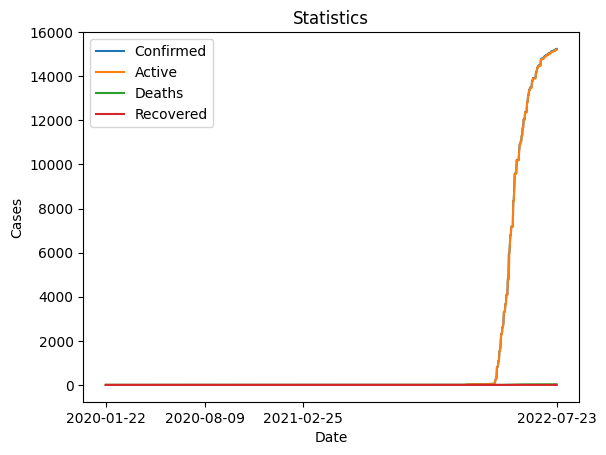 Statistics
Confirmed
Active
Deaths
Recovered
16000
14000
12000
10000
8000
6000
4000
2000
0
Cases
2020-01-22 2020-08-09 2021-02-25 2022-07-23
Date